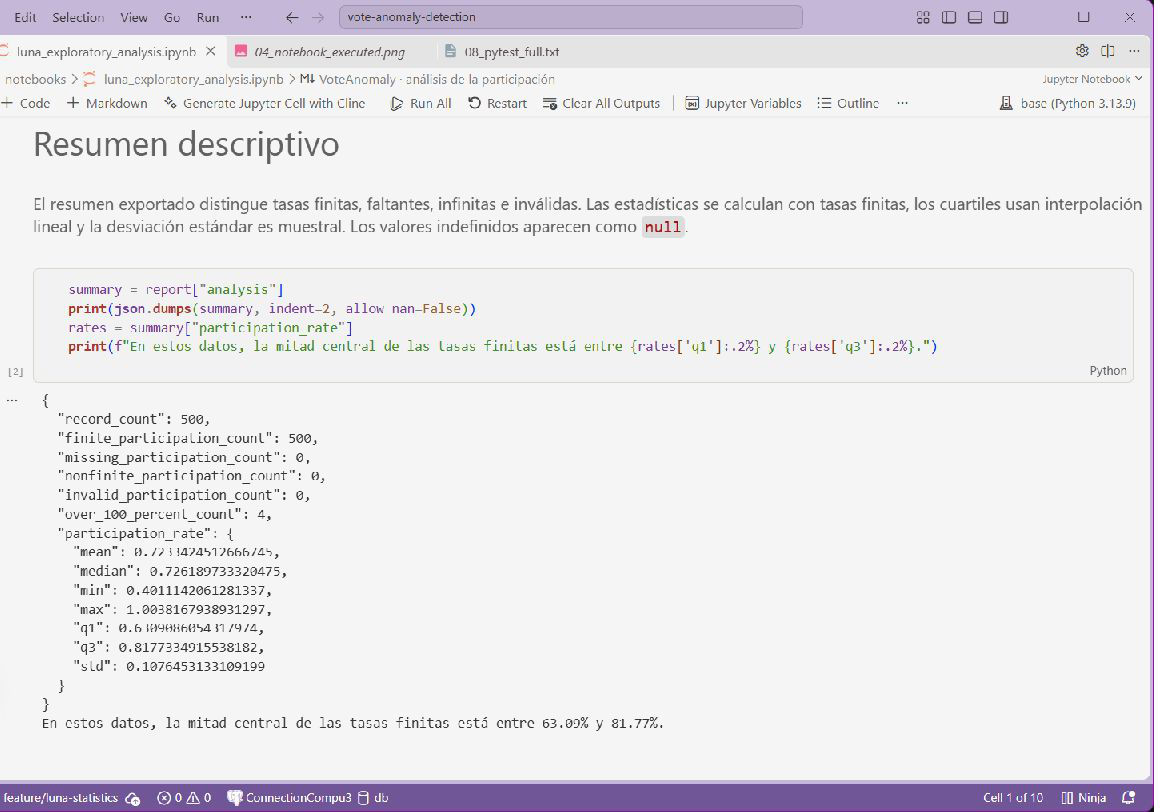 Edit Selection View Go Run ··· vote-anomaly-detection
luna_exploratory_analysis.ipynb 04_notebook_executed.png 08_pytest_full.txt
notebooks > luna_exploratory_analysis.ipynb > M↓ VoteAnomaly · análisis de la participación Jupyter Notebook
+ Code + Markdown Generate Jupyter Cell with Cline Run All Restart Clear All Outputs Jupyter Variables Outline ··· base (Python 3.13.9)
Resumen descriptivo
El resumen exportado distingue tasas finitas, faltantes, infinitas e inválidas. Las estadísticas se calculan con tasas finitas, los cuartiles usan interpolación
lineal y la desviación estándar es muestral. Los valores indefinidos aparecen como null.
summary = report["analysis"]
print(json.dumps(summary, indent=2, allow_nan=False))
rates = summary["participation_rate"]
print(f"En estos datos, la mitad central de las tasas finitas está entre {rates['q1']:.2%} y {rates['q3']:.2%}.")
[2]
Python
··· {
"record_count": 500,
"finite_participation_count": 500,
"missing_participation_count": 0,
"nonfinite_participation_count": 0,
"invalid_participation_count": 0,
"over_100_percent_count": 4,
"participation_rate": {
"mean": 0.7233424512666745,
"median": 0.726189733320475,
"min": 0.4011142061281337,
"max": 1.0038167938931297,
"q1": 0.6309086054317974,
"q3": 0.8177334915538182,
"std": 0.1076453133109199
}
}
En estos datos, la mitad central de las tasas finitas está entre 63.09% y 81.77%.
feature/luna-statistics 0 0 ConnectionCompu3 db Cell 1 of 10 Ninja